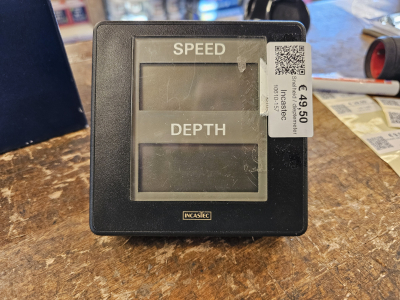 SPEED
DEPTH
INCASTEC
€ 49,50
Incastec